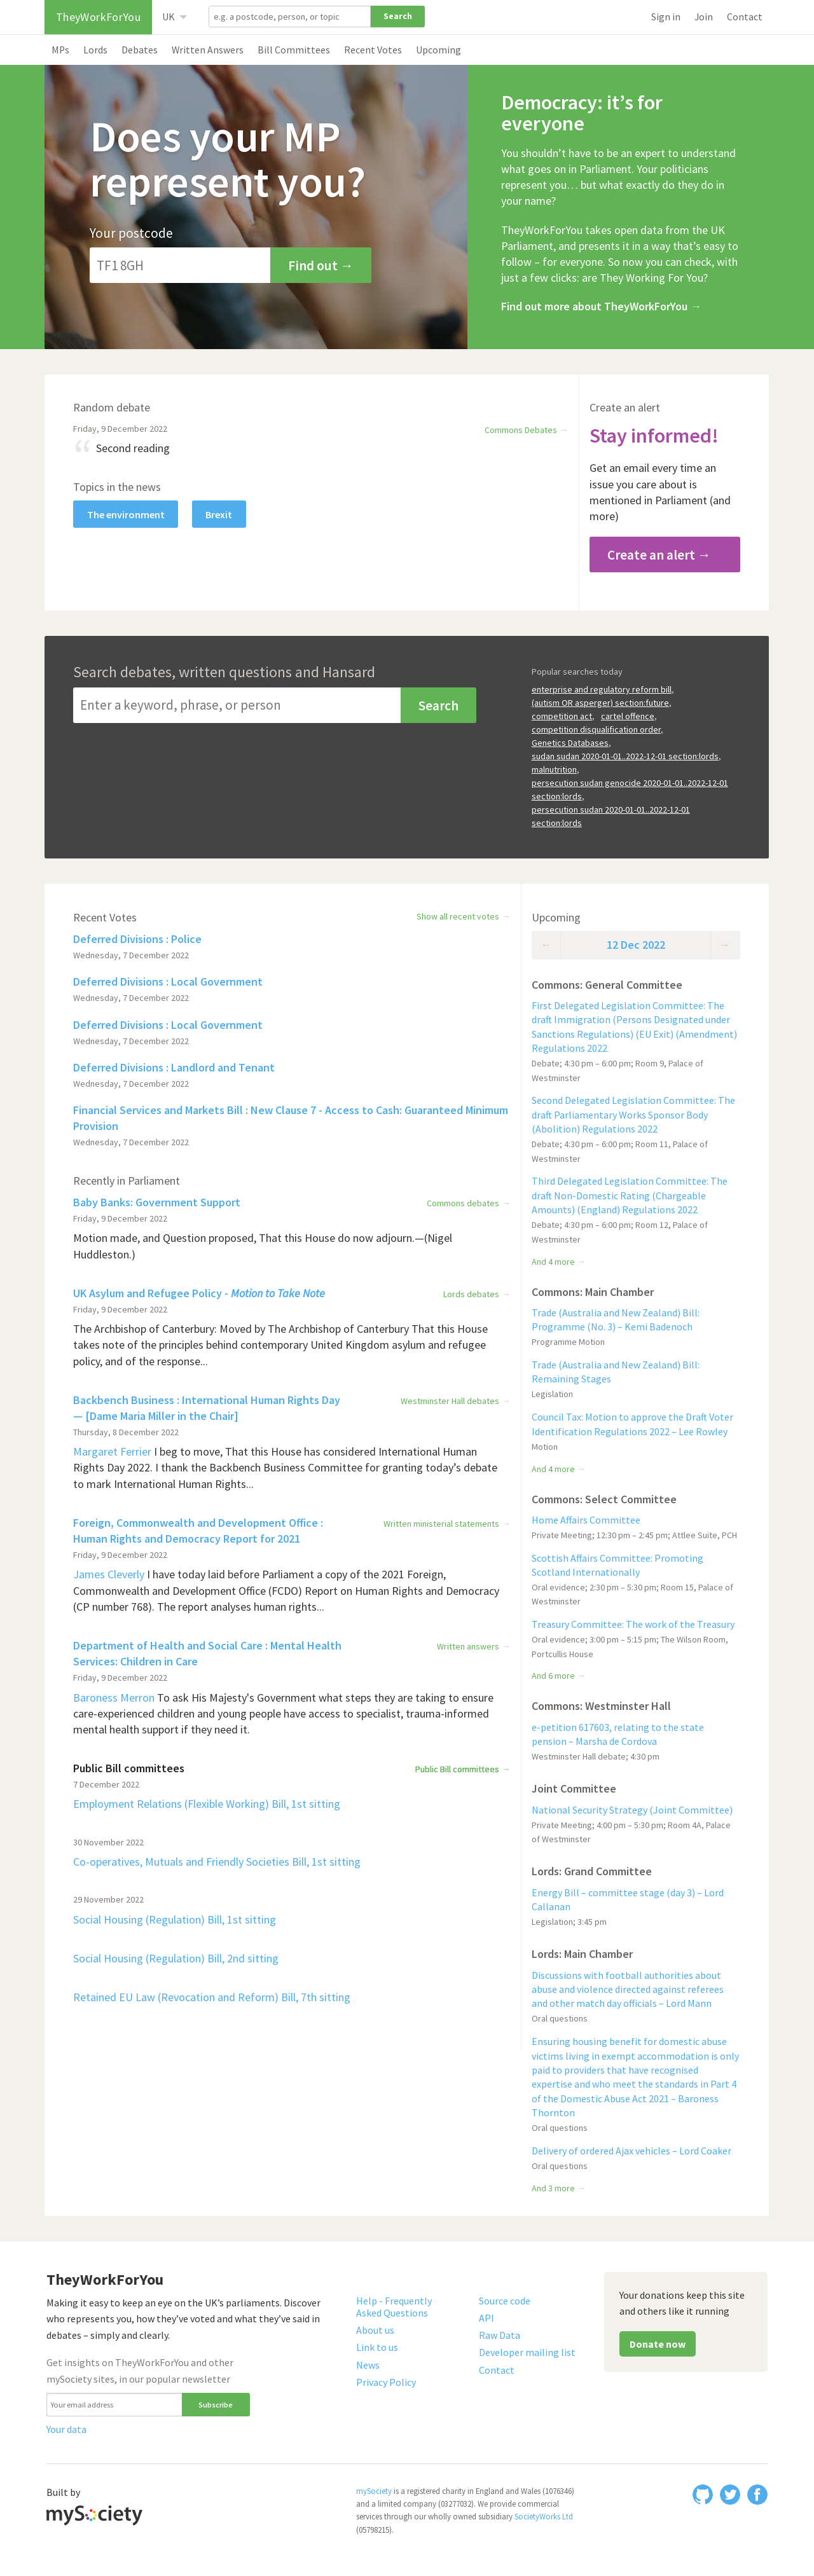 TheyWorkForYou
UK
e.g. a postcode, person, or topic
Search
Sign in
Join
Contact
MPs
Lords
Debates
Written Answers
Bill Committees
Recent Votes
Upcoming
Does your MP
represent you?
Your postcode
TF1 8GH
Find out →
Democracy: it’s for
everyone
You shouldn’t have to be an expert to understand
what goes on in Parliament. Your politicians
represent you… but what exactly do they do in
your name?
TheyWorkForYou takes open data from the UK
Parliament, and presents it in a way that’s easy to
follow – for everyone. So now you can check, with
just a few clicks: are They Working For You?
Find out more about TheyWorkForYou →
Random debate
Friday, 9 December 2022
Commons Debates →
“ Second reading
Topics in the news
The environment
Brexit
Create an alert
Stay informed!
Get an email every time an
issue you care about is
mentioned in Parliament (and
more)
Create an alert →
Search debates, written questions and Hansard
Enter a keyword, phrase, or person
Search
Popular searches today
enterprise and regulatory reform bill,
(autism OR asperger) section:future,
competition act, cartel offence,
competition disqualification order,
Genetics Databases,
sudan sudan 2020-01-01..2022-12-01 section:lords,
malnutrition,
persecution sudan genocide 2020-01-01..2022-12-01
section:lords,
persecution sudan 2020-01-01..2022-12-01
section:lords
Recent Votes
Show all recent votes →
Deferred Divisions : Police
Wednesday, 7 December 2022
Deferred Divisions : Local Government
Wednesday, 7 December 2022
Deferred Divisions : Local Government
Wednesday, 7 December 2022
Deferred Divisions : Landlord and Tenant
Wednesday, 7 December 2022
Financial Services and Markets Bill : New Clause 7 - Access to Cash: Guaranteed Minimum
Provision
Wednesday, 7 December 2022
Recently in Parliament
Baby Banks: Government Support
Commons debates →
Friday, 9 December 2022
Motion made, and Question proposed, That this House do now adjourn.—(Nigel
Huddleston.)
UK Asylum and Refugee Policy - Motion to Take Note
Lords debates →
Friday, 9 December 2022
The Archbishop of Canterbury: Moved by The Archbishop of Canterbury That this House
takes note of the principles behind contemporary United Kingdom asylum and refugee
policy, and of the response...
Backbench Business : International Human Rights Day
— [Dame Maria Miller in the Chair]
Westminster Hall debates →
Thursday, 8 December 2022
Margaret Ferrier I beg to move, That this House has considered International Human
Rights Day 2022. I thank the Backbench Business Committee for granting today’s debate
to mark International Human Rights...
Foreign, Commonwealth and Development Office :
Human Rights and Democracy Report for 2021
Written ministerial statements →
Friday, 9 December 2022
James Cleverly I have today laid before Parliament a copy of the 2021 Foreign,
Commonwealth and Development Office (FCDO) Report on Human Rights and Democracy
(CP number 768). The report analyses human rights...
Department of Health and Social Care : Mental Health
Services: Children in Care
Written answers →
Friday, 9 December 2022
Baroness Merron To ask His Majesty's Government what steps they are taking to ensure
care-experienced children and young people have access to specialist, trauma-informed
mental health support if they need it.
Public Bill committees
Public Bill committees →
7 December 2022
Employment Relations (Flexible Working) Bill, 1st sitting
30 November 2022
Co-operatives, Mutuals and Friendly Societies Bill, 1st sitting
29 November 2022
Social Housing (Regulation) Bill, 1st sitting
Social Housing (Regulation) Bill, 2nd sitting
Retained EU Law (Revocation and Reform) Bill, 7th sitting
Upcoming
← 12 Dec 2022 →
Commons: General Committee
First Delegated Legislation Committee: The
draft Immigration (Persons Designated under
Sanctions Regulations) (EU Exit) (Amendment)
Regulations 2022
Debate; 4:30 pm – 6:00 pm; Room 9, Palace of
Westminster
Second Delegated Legislation Committee: The
draft Parliamentary Works Sponsor Body
(Abolition) Regulations 2022
Debate; 4:30 pm – 6:00 pm; Room 11, Palace of
Westminster
Third Delegated Legislation Committee: The
draft Non-Domestic Rating (Chargeable
Amounts) (England) Regulations 2022
Debate; 4:30 pm – 6:00 pm; Room 12, Palace of
Westminster
And 4 more →
Commons: Main Chamber
Trade (Australia and New Zealand) Bill:
Programme (No. 3) – Kemi Badenoch
Programme Motion
Trade (Australia and New Zealand) Bill:
Remaining Stages
Legislation
Council Tax: Motion to approve the Draft Voter
Identification Regulations 2022 – Lee Rowley
Motion
And 4 more →
Commons: Select Committee
Home Affairs Committee
Private Meeting; 12:30 pm – 2:45 pm; Attlee Suite, PCH
Scottish Affairs Committee: Promoting
Scotland Internationally
Oral evidence; 2:30 pm – 5:30 pm; Room 15, Palace of
Westminster
Treasury Committee: The work of the Treasury
Oral evidence; 3:00 pm – 5:15 pm; The Wilson Room,
Portcullis House
And 6 more →
Commons: Westminster Hall
e-petition 617603, relating to the state
pension – Marsha de Cordova
Westminster Hall debate; 4:30 pm
Joint Committee
National Security Strategy (Joint Committee)
Private Meeting; 4:00 pm – 5:30 pm; Room 4A, Palace
of Westminster
Lords: Grand Committee
Energy Bill – committee stage (day 3) – Lord
Callanan
Legislation; 3:45 pm
Lords: Main Chamber
Discussions with football authorities about
abuse and violence directed against referees
and other match day officials – Lord Mann
Oral questions
Ensuring housing benefit for domestic abuse
victims living in exempt accommodation is only
paid to providers that have recognised
expertise and who meet the standards in Part 4
of the Domestic Abuse Act 2021 – Baroness
Thornton
Oral questions
Delivery of ordered Ajax vehicles – Lord Coaker
Oral questions
And 3 more →
TheyWorkForYou
Making it easy to keep an eye on the UK’s parliaments. Discover
who represents you, how they’ve voted and what they’ve said in
debates – simply and clearly.
Get insights on TheyWorkForYou and other
mySociety sites, in our popular newsletter
Your email address
Subscribe
Your data
Help - Frequently
Asked Questions
About us
Link to us
News
Privacy Policy
Source code
API
Raw Data
Developer mailing list
Contact
Your donations keep this site
and others like it running
Donate now
Built by
mySociety
mySociety is a registered charity in England and Wales (1076346)
and a limited company (03277032). We provide commercial
services through our wholly owned subsidiary SocietyWorks Ltd
(05798215).